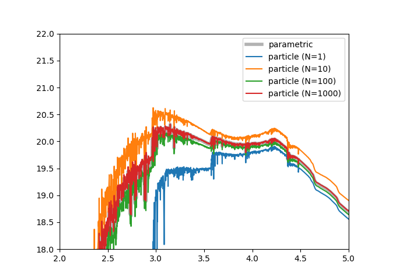 22.0
21.5
21.0
20.5
20.0
19.5
19.0
18.5
18.0
2.0 2.5 3.0 3.5 4.0 4.5 5.0
parametric
particle (N=1)
particle (N=10)
particle (N=100)
particle (N=1000)